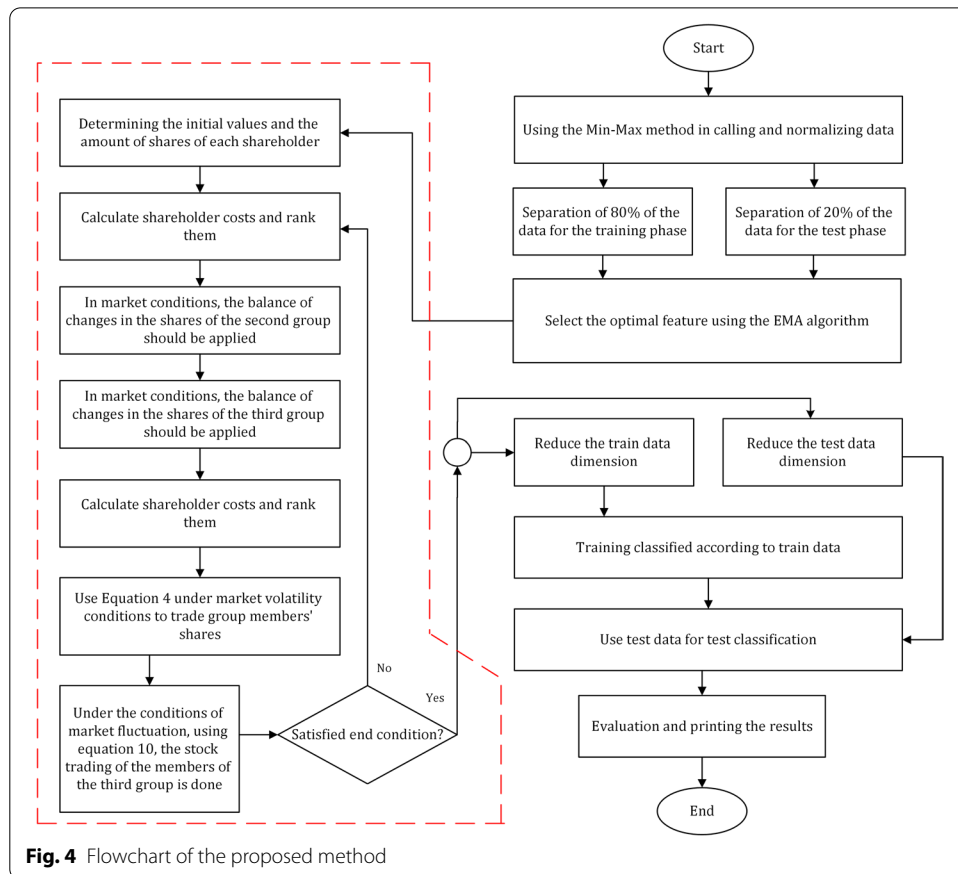 Start
Using the Min-Max method in calling and normalizing data
Separation of 80% of the
data for the training phase
Separation of 20% of the
data for the test phase
Select the optimal feature using the EMA algorithm
Determining the initial values and the
amount of shares of each shareholder
Calculate shareholder costs and rank
them
In market conditions, the balance of
changes in the shares of the second group
should be applied
In market conditions, the balance of
changes in the shares of the third group
should be applied
Calculate shareholder costs and rank
them
Use Equation 4 under market volatility
conditions to trade group members'
shares
Under the conditions of
market fluctuation, using
equation 10, the stock
trading of the members of
the third group is done
Satisfied end condition?
No
Yes
Reduce the train data
dimension
Reduce the test data
dimension
Training classified according to train data
Use test data for test classification
Evaluation and printing the results
End
Fig. 4 Flowchart of the proposed method